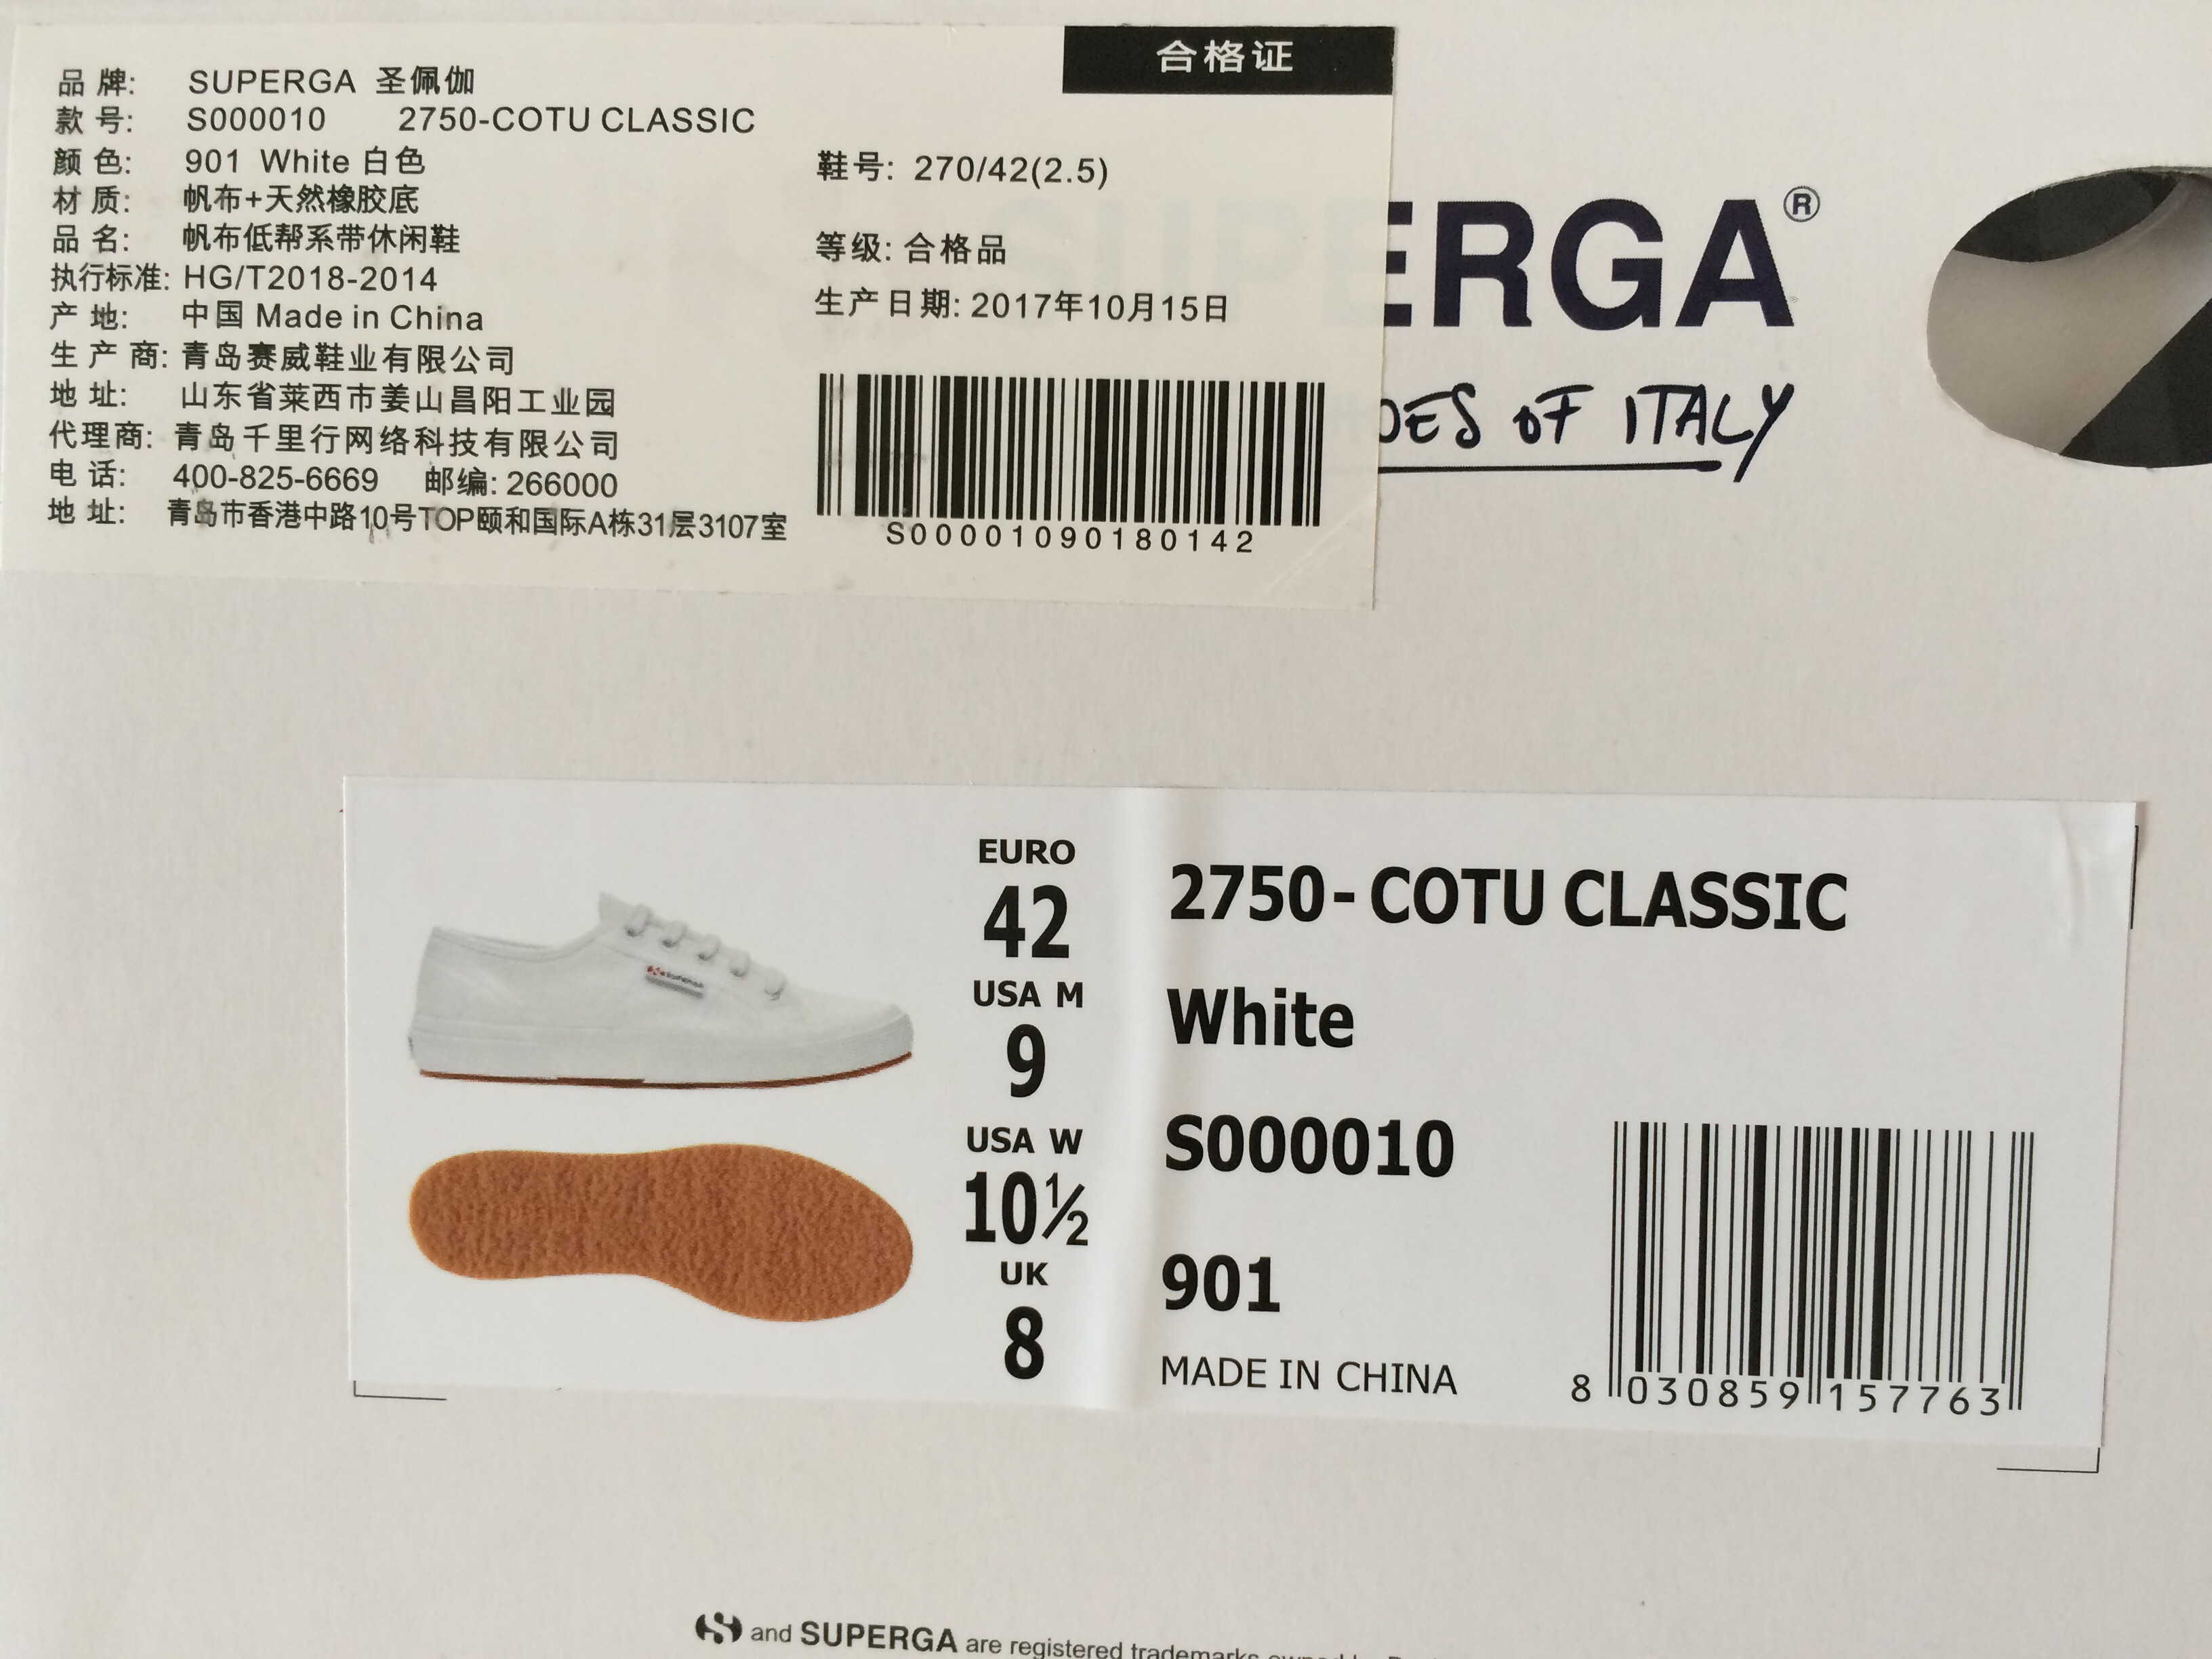 合格证
品 牌: SUPERGA 圣佩伽
款 号: S000010 2750-COTU CLASSIC
颜 色: 901 White 白色
材 质: 帆布+天然橡胶底
品 名: 帆布低帮系带休闲鞋
执行标准: HG/T2018-2014
产 地: 中国 Made in China
生 产 商: 青岛赛威鞋业有限公司
地 址: 山东省莱西市姜山昌阳工业园
代理商: 青岛千里行网络科技有限公司
电 话: 400-825-6669 邮编: 266000
地 址: 青岛市香港中路10号TOP颐和国际A栋31层3107室
鞋号: 270/42(2.5)
等级: 合格品
生产日期: 2017年10月15日
S00001090180142
ERGA®
OF ITALY
EURO
42
USA M
9
USA W
10½
UK
8
2750-COTU CLASSIC
White
S000010
901
MADE IN CHINA
8 030859 157763
SUPERGA
and SUPERGA are registered trademarks owned by